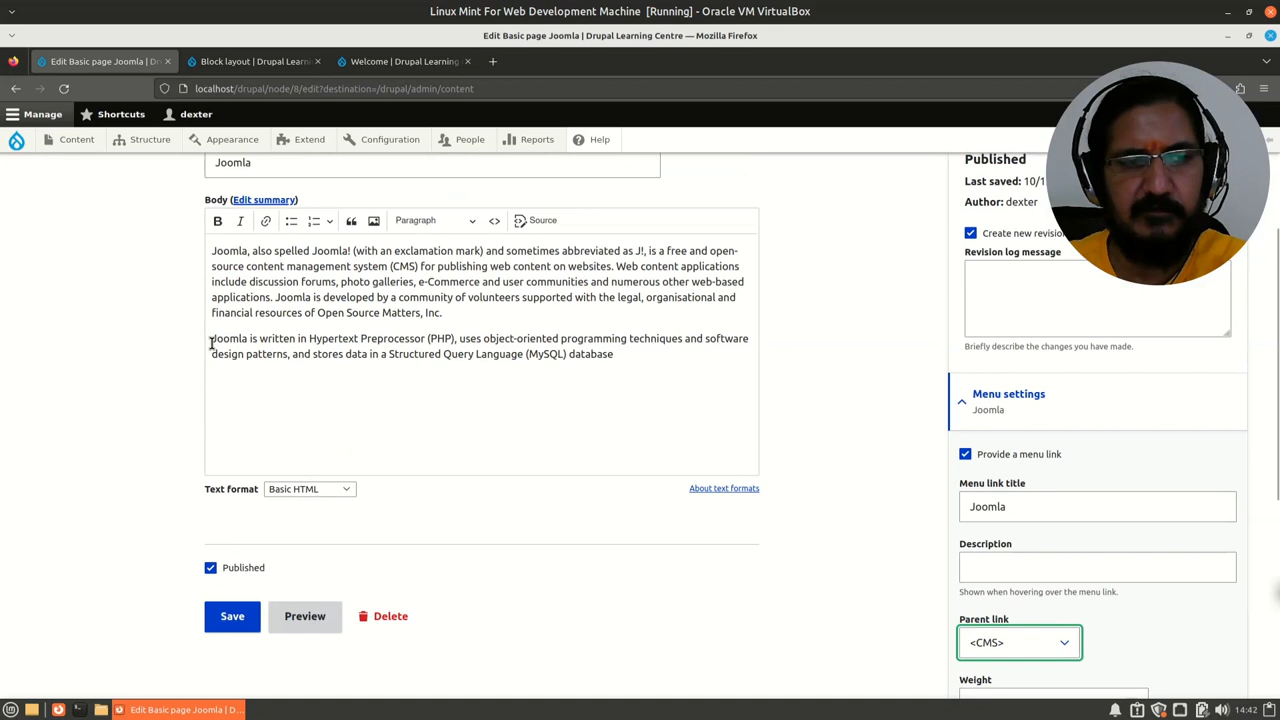 Linux Mint For Web Development Machine [Running] - Oracle VM VirtualBox
Edit Basic page Joomla | Drupal Learning Centre — Mozilla Firefox
Edit Basic page Joomla | Dr
Block layout | Drupal Learning
Welcome | Drupal Learning
localhost/drupal/node/8/edit?destination=/drupal/admin/content
Manage Shortcuts dexter
Content Structure Appearance Extend Configuration People Reports Help
Joomla
Body (Edit summary)
B I Paragraph Source
Joomla, also spelled Joomla! (with an exclamation mark) and sometimes abbreviated as J!, is a free and open-
source content management system (CMS) for publishing web content on websites. Web content applications
include discussion forums, photo galleries, e-Commerce and user communities and numerous other web-based
applications. Joomla is developed by a community of volunteers supported with the legal, organisational and
financial resources of Open Source Matters, Inc.
Joomla is written in Hypertext Preprocessor (PHP), uses object-oriented programming techniques and software
design patterns, and stores data in a Structured Query Language (MySQL) database
Text format Basic HTML About text formats
Published
Save Preview Delete
Published
Last saved: 10/1
Author: dexter
Create new revision
Revision log message
Briefly describe the changes you have made.
Menu settings
Joomla
Provide a menu link
Menu link title
Joomla
Description
Shown when hovering over the menu link.
Parent link
<CMS>
Weight
Edit Basic page Joomla | D...
14:42